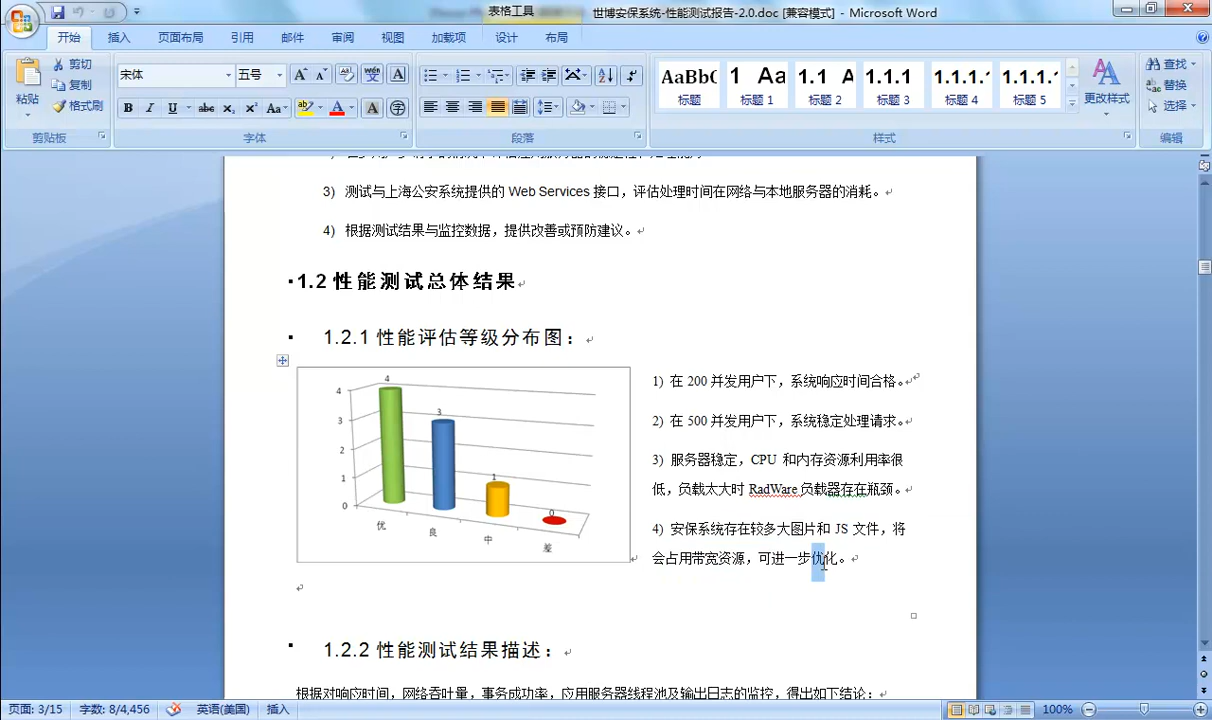 表格工具
世博安保系统-性能测试报告-2.0.doc [兼容模式] - Microsoft Word
开始 插入 页面布局 引用 邮件 审阅 视图 加载项 设计 布局
粘贴 剪切 复制 格式刷 剪贴板
宋体 五号 字体
段落
AaBbC 标题
1 Aa 标题 1
1.1 A 标题 2
1.1.1 标题 3
1.1.1.1 标题 4
1.1.1.1. 标题 5
更改样式 样式
查找 替换 选择 编辑
3) 测试与上海公安系统提供的 Web Services 接口，评估处理时间在网络与本地服务器的消耗。
4) 根据测试结果与监控数据，提供改善或预防建议。
1.2 性能测试总体结果
1.2.1 性能评估等级分布图：
4 3 2 1 0
4 3 1 0
优 良 中 差
1) 在 200 并发用户下，系统响应时间合格。
2) 在 500 并发用户下，系统稳定处理请求。
3) 服务器稳定，CPU 和内存资源利用率很
低，负载太大时 RadWare 负载器存在瓶颈。
4) 安保系统存在较多大图片和 JS 文件，将
会占用带宽资源，可进一步优化。
1.2.2 性能测试结果描述：
根据对响应时间，网络吞吐量，事务成功率，应用服务器线程池及输出日志的监控，得出如下结论：
页面: 3/15 字数: 8/4,456 英语(美国) 插入 100%